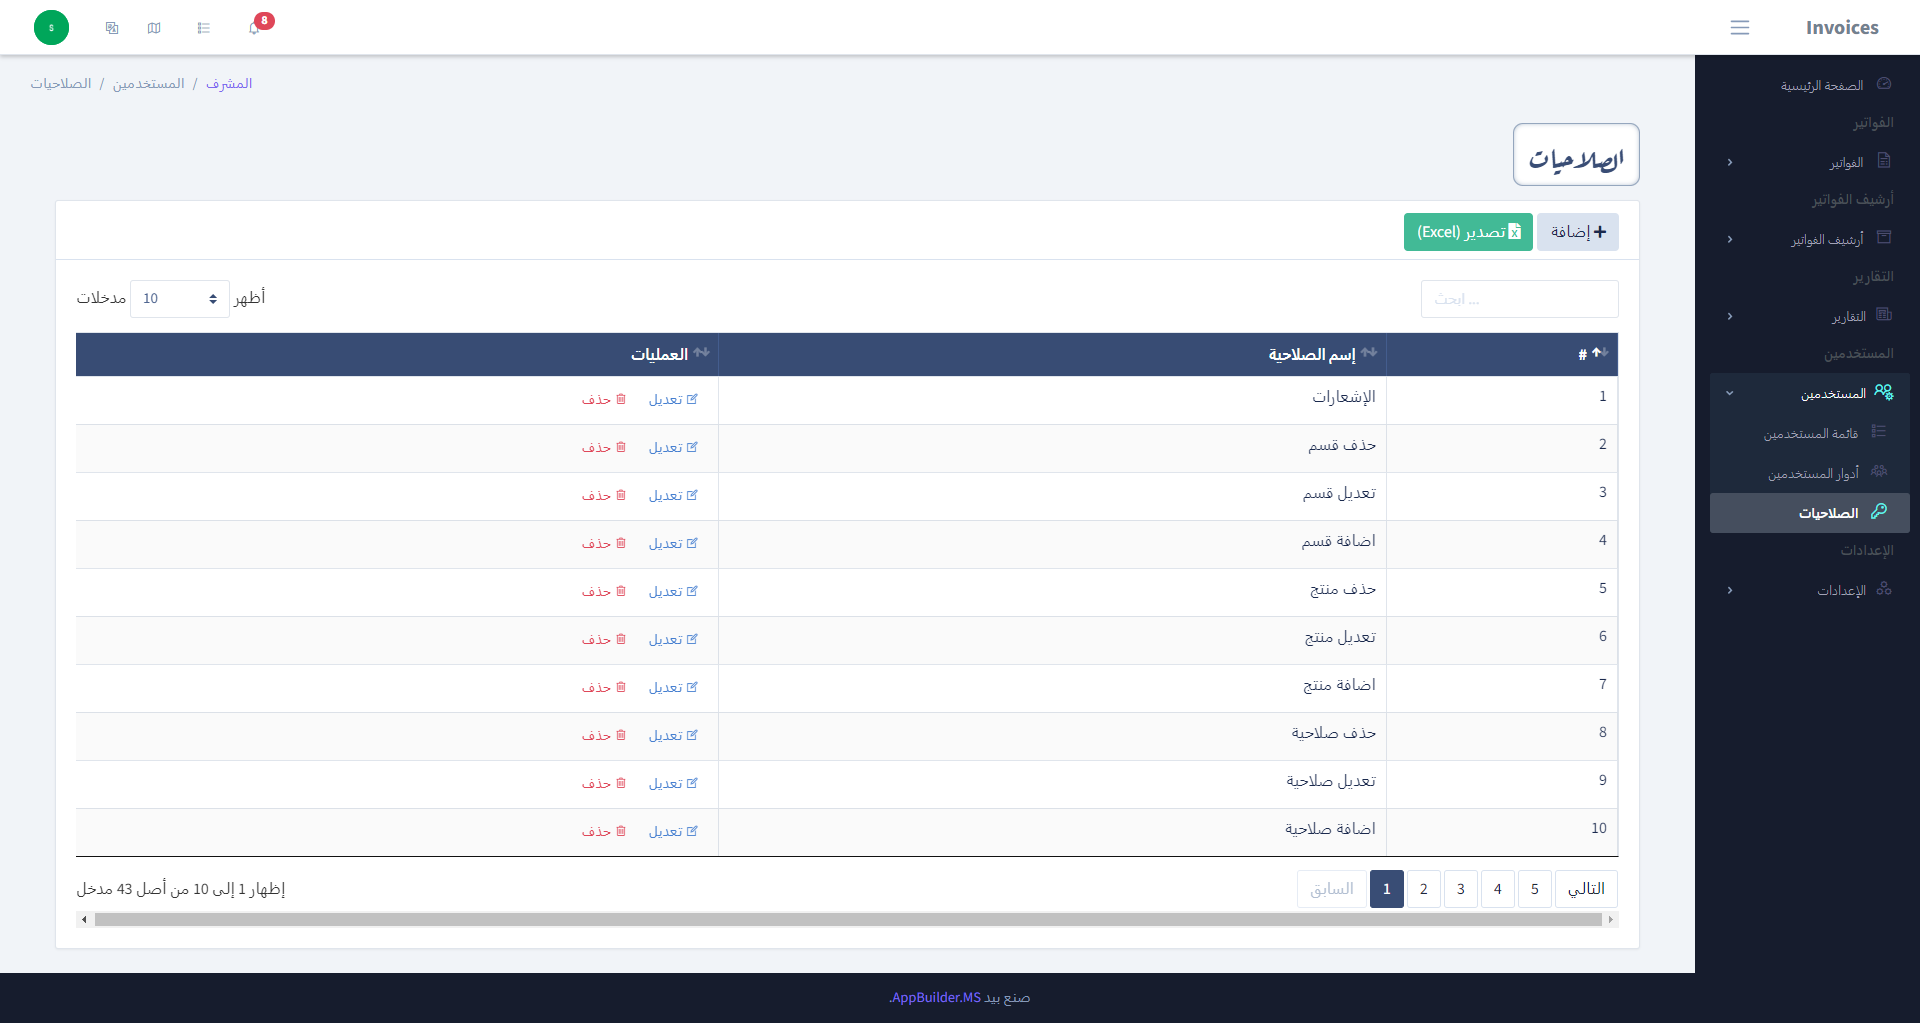 Invoices
8
S
المشرف / المستخدمين / الصلاحيات
الصفحة الرئيسية
الفواتير
الفواتير
أرشيف الفواتير
أرشيف الفواتير
التقارير
التقارير
المستخدمين
المستخدمين
قائمة المستخدمين
أدوار المستخدمين
الصلاحيات
الإعدادات
الإعدادات
الصلاحيات
إضافة تصدير (Excel)
ابحث ...
أظهر 10 مدخلات
# إسم الصلاحية العمليات
1 الإشعارات تعديل حذف
2 حذف قسم تعديل حذف
3 تعديل قسم تعديل حذف
4 اضافة قسم تعديل حذف
5 حذف منتج تعديل حذف
6 تعديل منتج تعديل حذف
7 اضافة منتج تعديل حذف
8 حذف صلاحية تعديل حذف
9 تعديل صلاحية تعديل حذف
10 اضافة صلاحية تعديل حذف
السابق 1 2 3 4 5 التالي
إظهار 1 إلى 10 من أصل 43 مدخل
صنع بيد AppBuilder.MS.